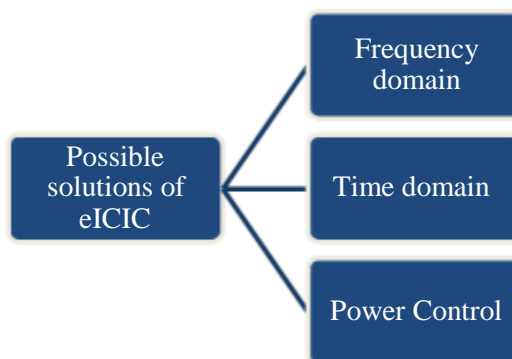 Possible
solutions of
eICIC
Frequency
domain
Time domain
Power Control